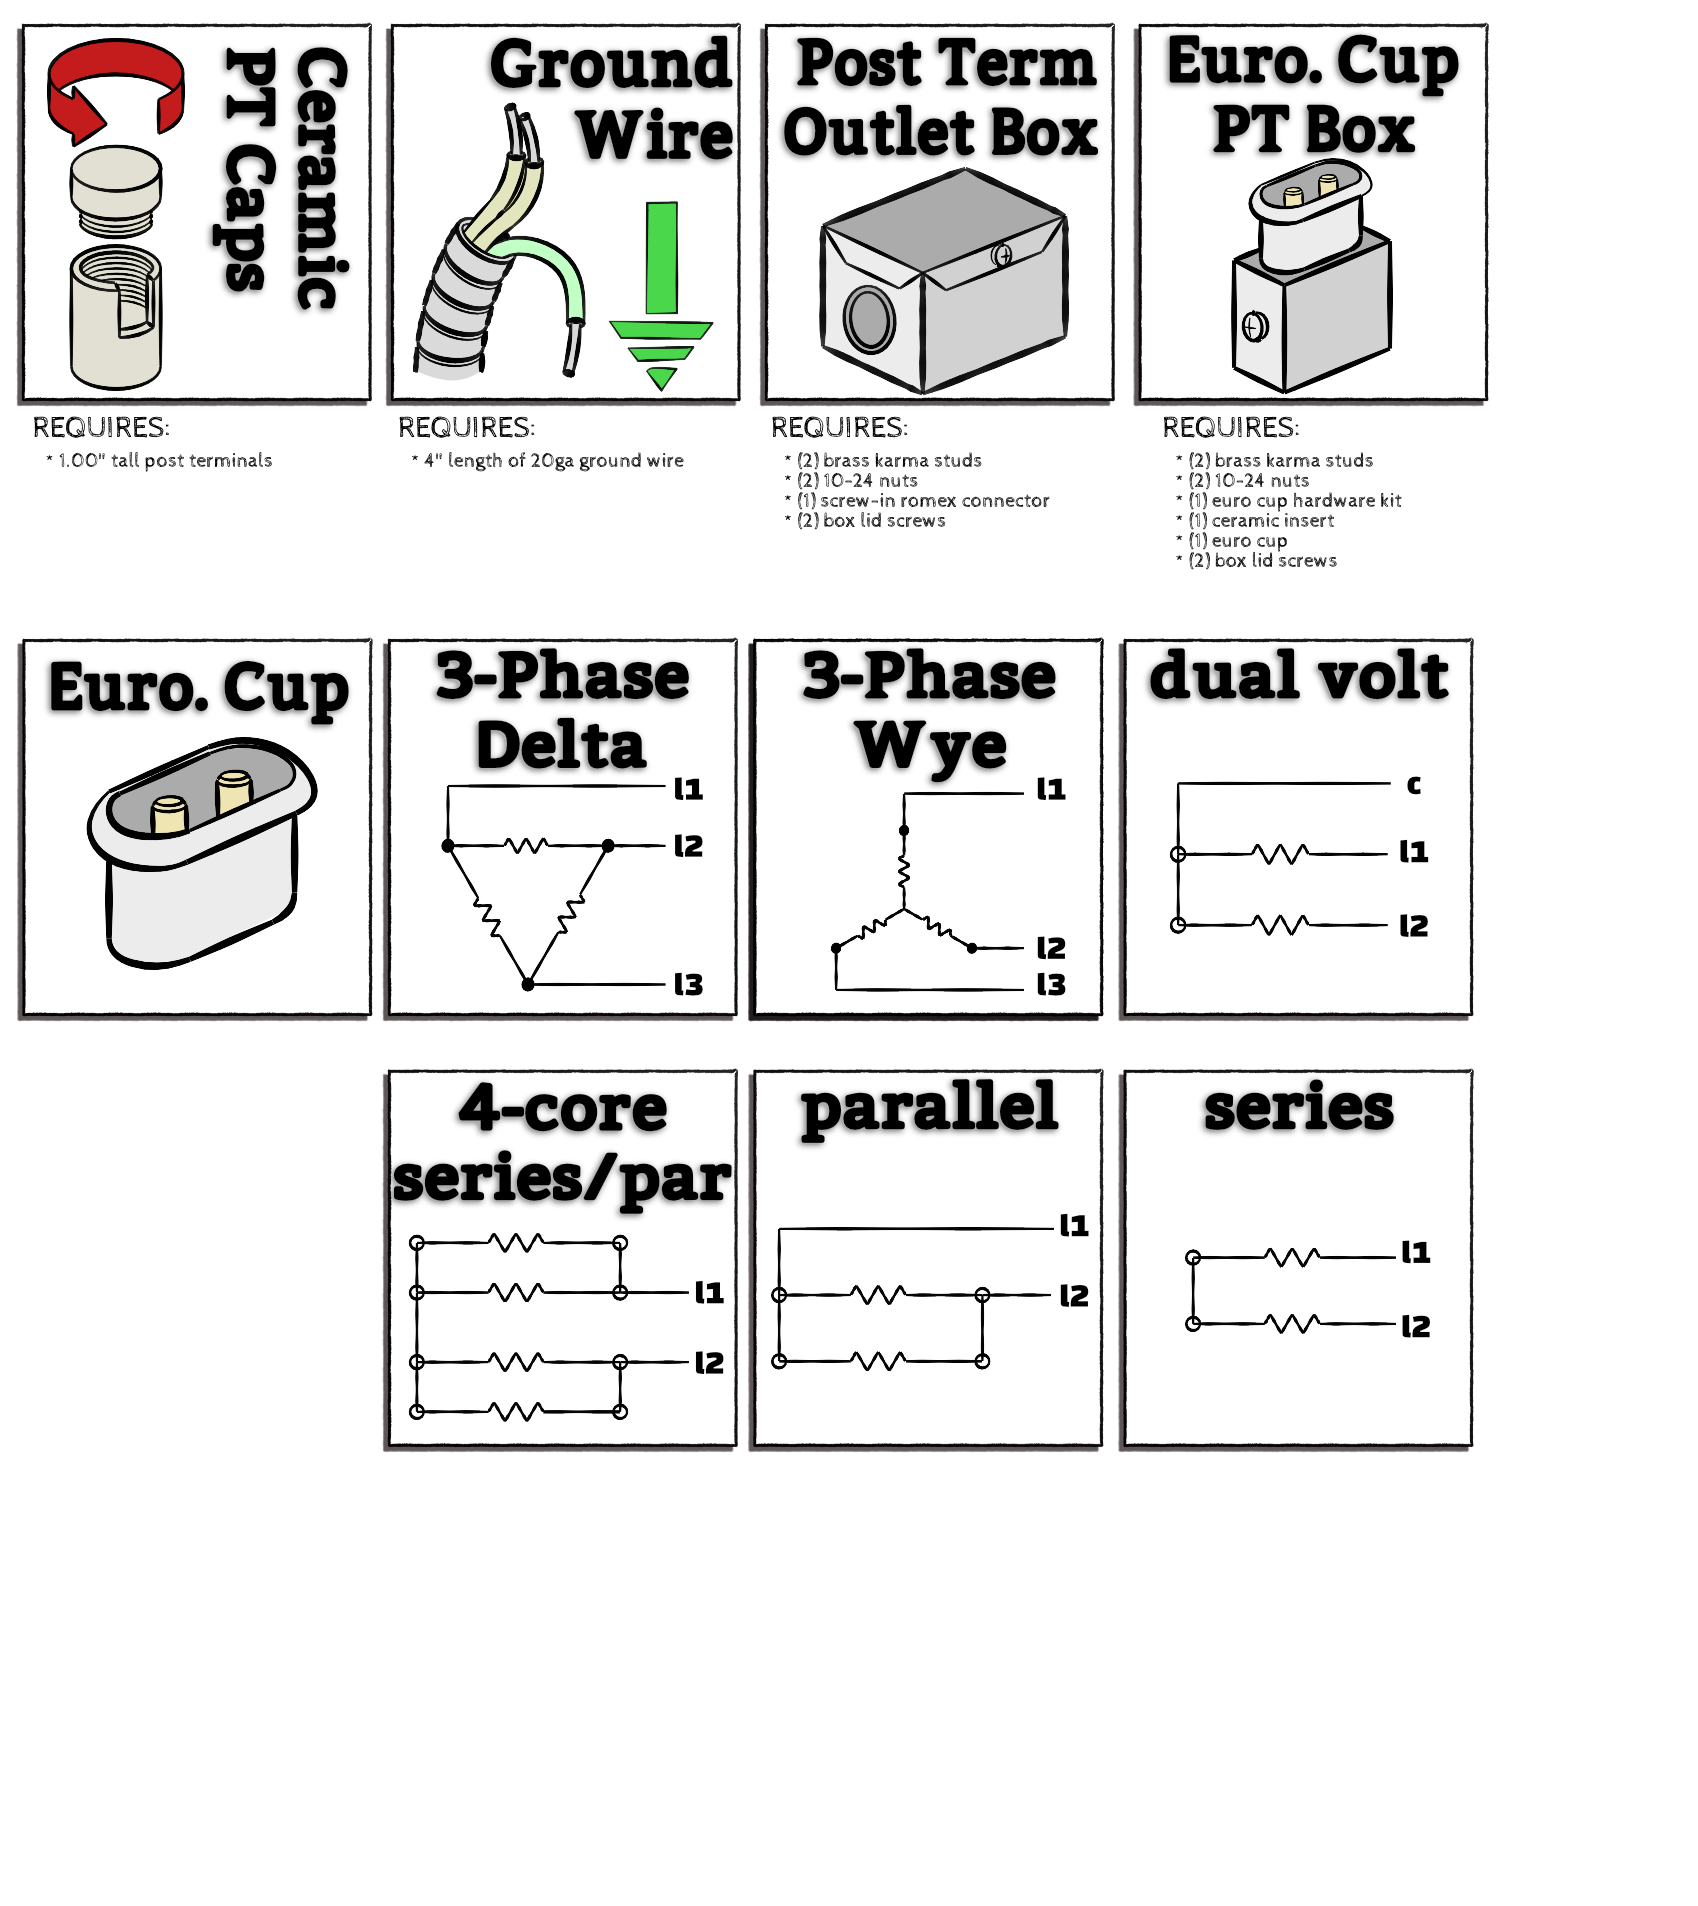 Ceramic
PT Caps
REQUIRES:
* 1.00" tall post terminals
Ground
Wire
REQUIRES:
* 4" length of 20ga ground wire
Post Term
Outlet Box
REQUIRES:
* (2) brass karma studs
* (2) 10-24 nuts
* (1) screw-in romex connector
* (2) box lid screws
Euro. Cup
PT Box
REQUIRES:
* (2) brass karma studs
* (2) 10-24 nuts
* (1) euro cup hardware kit
* (1) ceramic insert
* (1) euro cup
* (2) box lid screws
Euro. Cup
3-Phase
Delta
l1
l2
l3
3-Phase
Wye
l1
l2
l3
dual volt
c
l1
l2
4-core
series/par
l1
l2
parallel
l1
l2
series
l1
l2